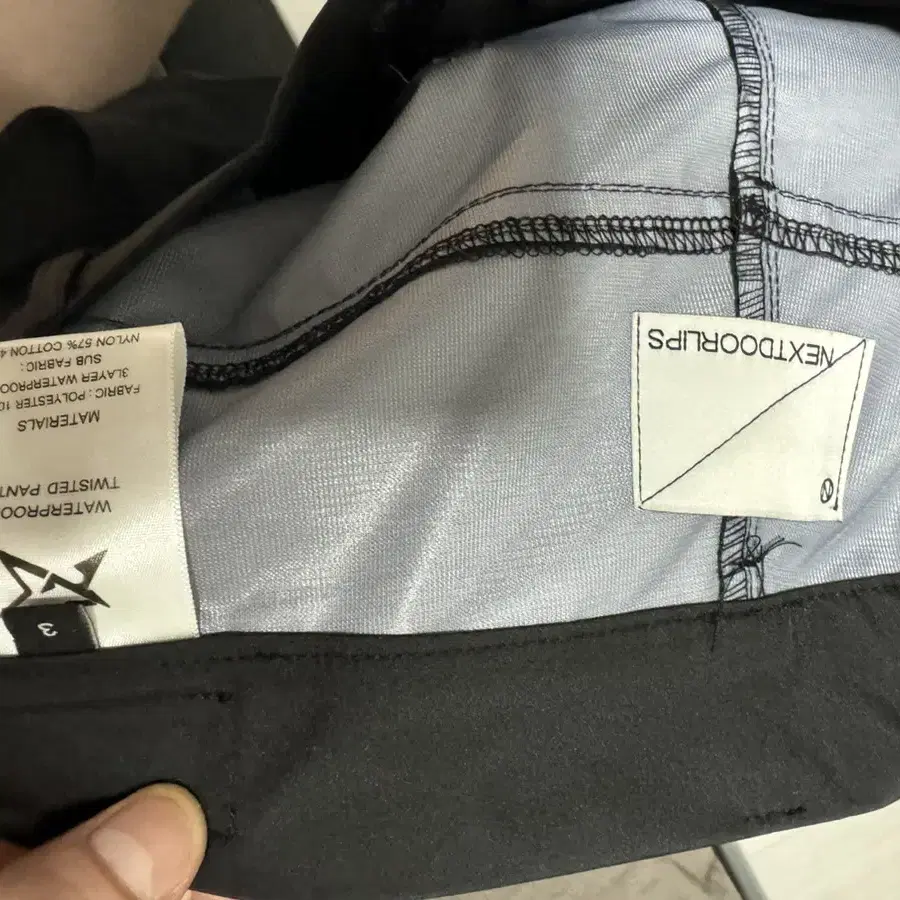 NEXTDOORLIPS
N
3
WATERPROO
TWISTED PANT
MATERIALS
FABRIC : POLYESTER 10
3LAYER WATERPROO
SUB FABRIC :
NYLON 57% COTTON 4